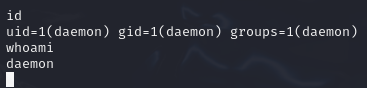 id
uid=1(daemon) gid=1(daemon) groups=1(daemon)
whoami
daemon